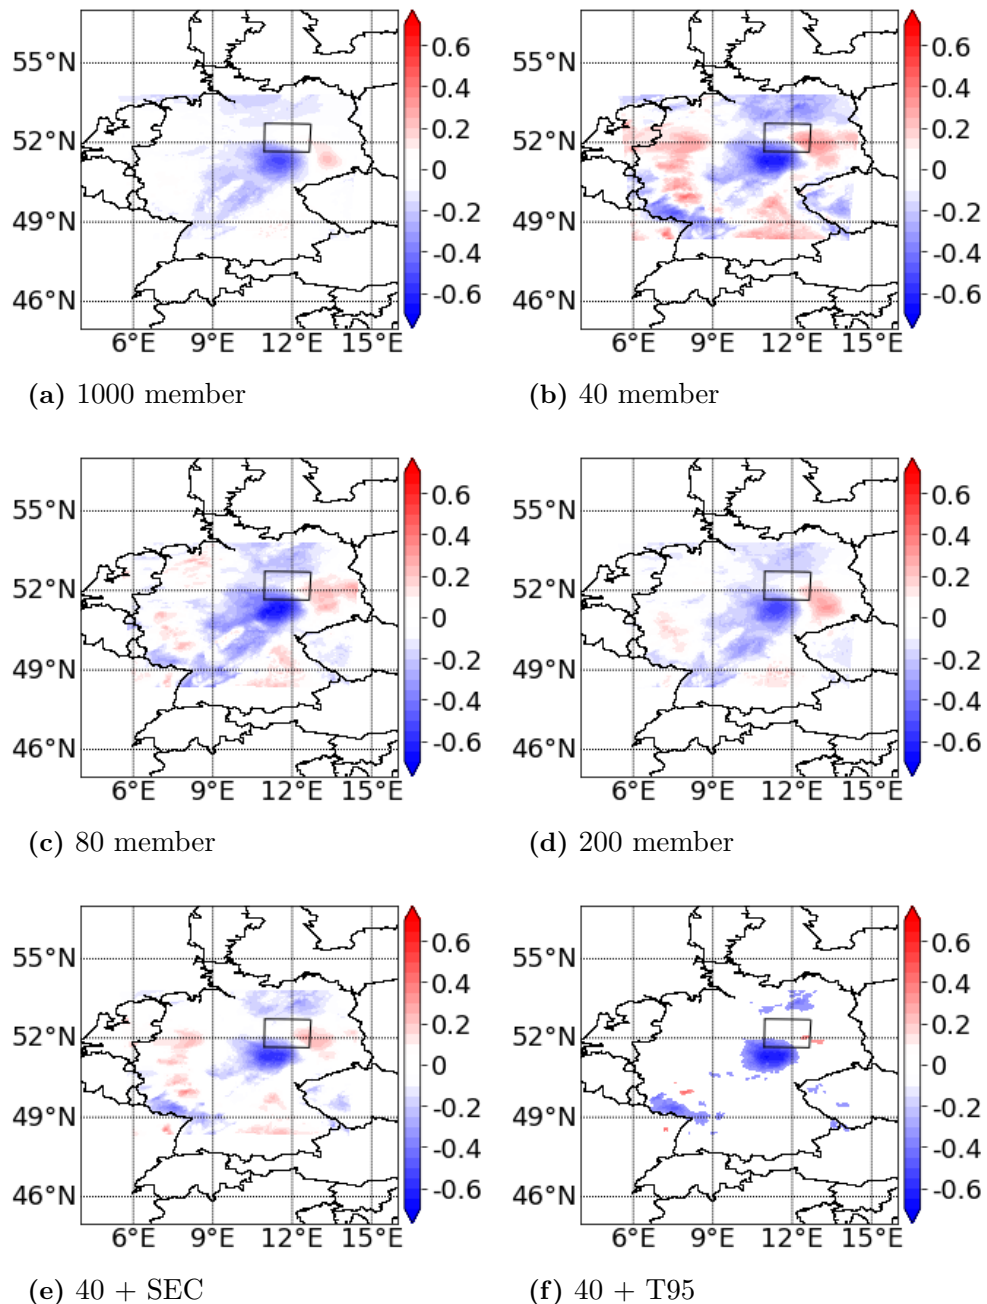 55°N 0.6 55°N 0.6
0.4 0.4
52°N 0.2 52°N 0.2
0 0
-0.2 -0.2
49°N 49°N
-0.4 -0.4
46°N -0.6 46°N -0.6
6°E 9°E 12°E 15°E 6°E 9°E 12°E 15°E
(a) 1000 member (b) 40 member
55°N 0.6 55°N 0.6
0.4 0.4
52°N 0.2 52°N 0.2
0 0
-0.2 -0.2
49°N 49°N
-0.4 -0.4
46°N -0.6 46°N -0.6
6°E 9°E 12°E 15°E 6°E 9°E 12°E 15°E
(c) 80 member (d) 200 member
55°N 0.6 55°N 0.6
0.4 0.4
52°N 0.2 52°N 0.2
0 0
-0.2 -0.2
49°N 49°N
-0.4 -0.4
46°N -0.6 46°N -0.6
6°E 9°E 12°E 15°E 6°E 9°E 12°E 15°E
(e) 40 + SEC (f) 40 + T95